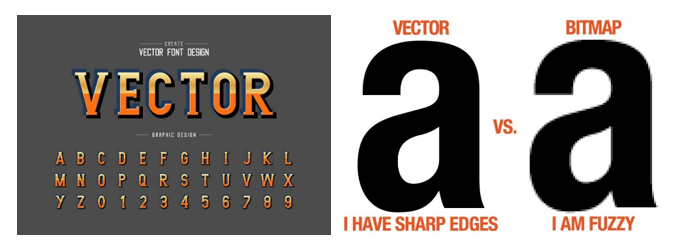 CREATE
VECTOR FONT DESIGN
VECTOR
GRAPHIC DESIGN
A B C D E F G H I J K L
M N O P Q R S T U V W X
Y Z 0 1 2 3 4 5 6 7 8 9
VECTOR
a
I HAVE SHARP EDGES
VS.
BITMAP
a
I AM FUZZY